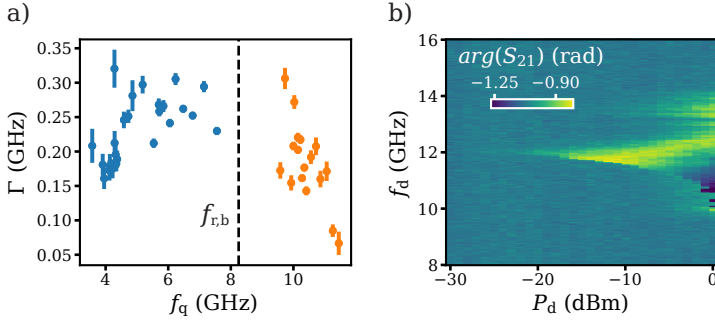 a)
0.35
0.30
0.25
0.20
0.15
0.10
0.05
Γ (GHz)
f_r,b
4
6
8
10
f_q (GHz)
b)
16
14
12
10
8
f_d (GHz)
arg(S_21) (rad)
−1.25
−0.90
−30
−20
−10
0
P_d (dBm)